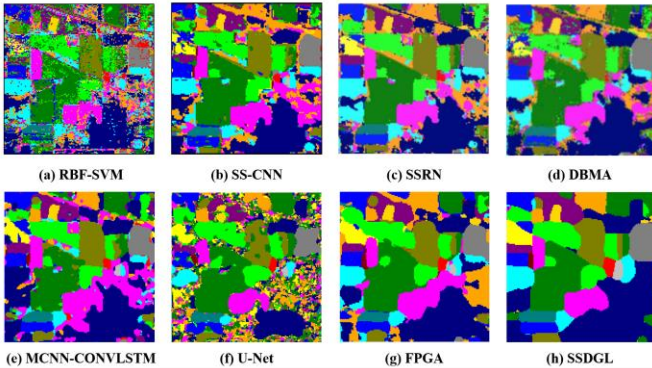 (a) RBF-SVM (b) SS-CNN (c) SSRN (d) DBMA
(e) MCNN-CONVLSTM (f) U-Net (g) FPGA (h) SSDGL